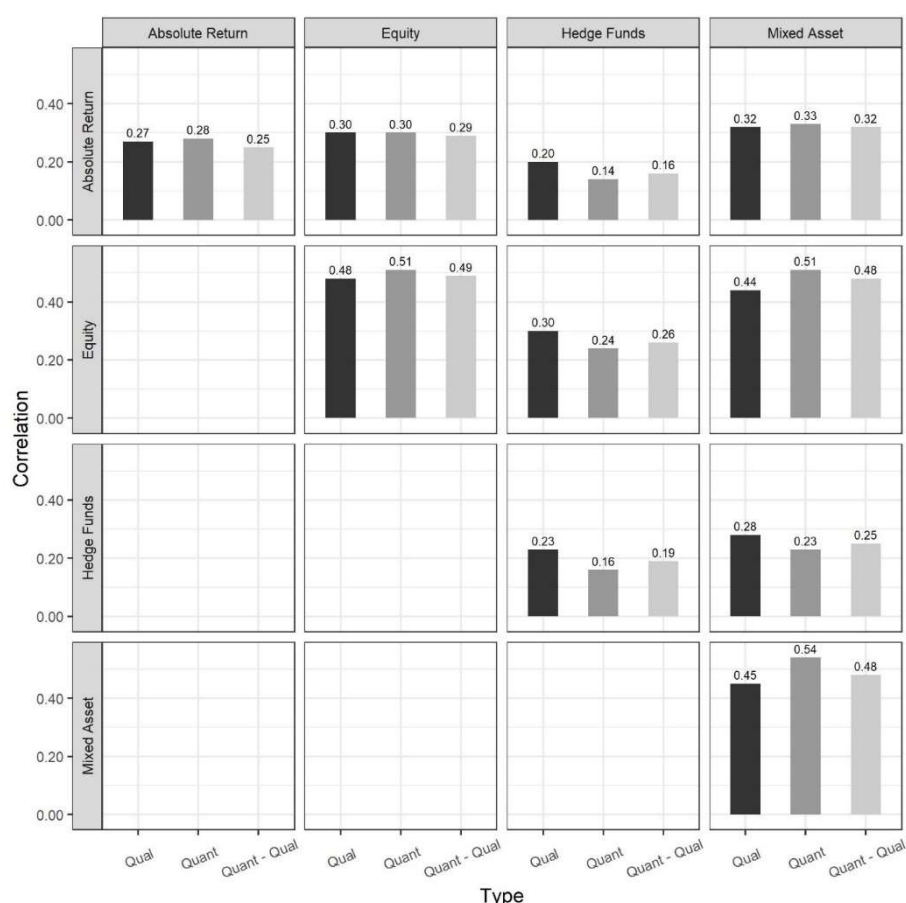 Absolute Return Equity Hedge Funds Mixed Asset
Absolute Return
0.40
0.20
0.00
0.27 0.28 0.25
0.30 0.30 0.29
0.20 0.14 0.16
0.32 0.33 0.32
Equity
0.40
0.20
0.00
0.48 0.51 0.49
0.30 0.24 0.26
0.44 0.51 0.48
Correlation
Hedge Funds
0.40
0.20
0.00
0.23 0.16 0.19
0.28 0.23 0.25
Mixed Asset
0.40
0.20
0.00
0.45 0.54 0.48
Qual Quant Quant - Qual Qual Quant Quant - Qual Qual Quant Quant - Qual Qual Quant Quant - Qual
Type